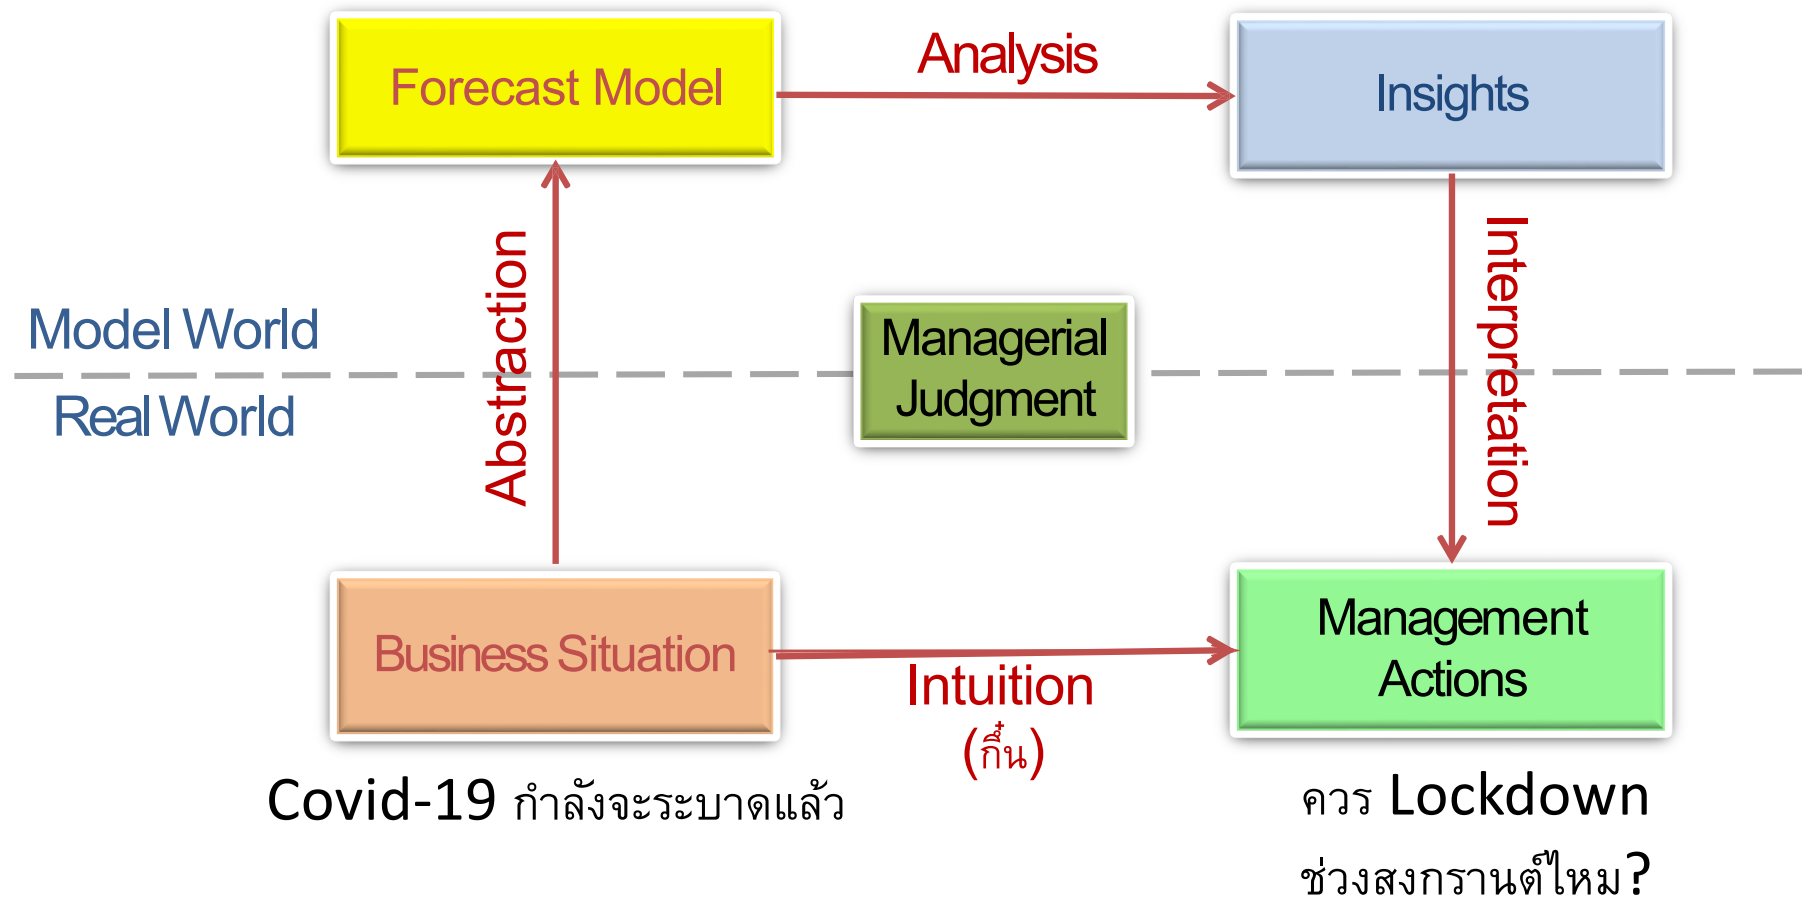 Forecast Model
Analysis
Insights
Abstraction
Interpretation
Model World
Real World
Managerial
Judgment
Business Situation
Intuition
(กึ๋น)
Management
Actions
Covid-19 กำลังจะระบาดแล้ว
ควร Lockdown
ช่วงสงกรานต์ไหม?